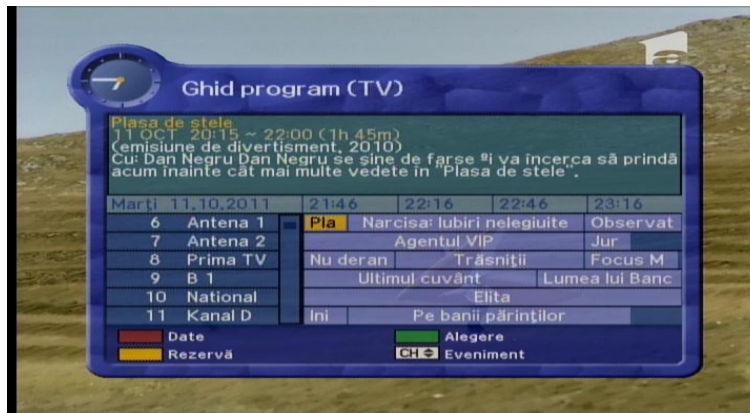 Ghid program (TV)
Plasa de stele
11 OCT 20:15 ~ 22:00 (1h 45m)
(emisiune de divertisment, 2010)
Cu: Dan Negru Dan Negru se sine de farse ºi va încerca să prindă
acum înainte cât mai multe vedete în "Plasa de stele".
Marţi 11.10.2011 21:46 22:16 22:46 23:16
6 Antena 1 Pla Narcisa: Iubiri nelegiuite Observat
7 Antena 2 Agentul VIP Jur
8 Prima TV Nu deran Trăsniţii Focus M
9 B 1 Ultimul cuvânt Lumea lui Banc
10 National Elita
11 Kanal D Ini Pe banii părinţilor
Date Alegere
Rezervă CH Eveniment